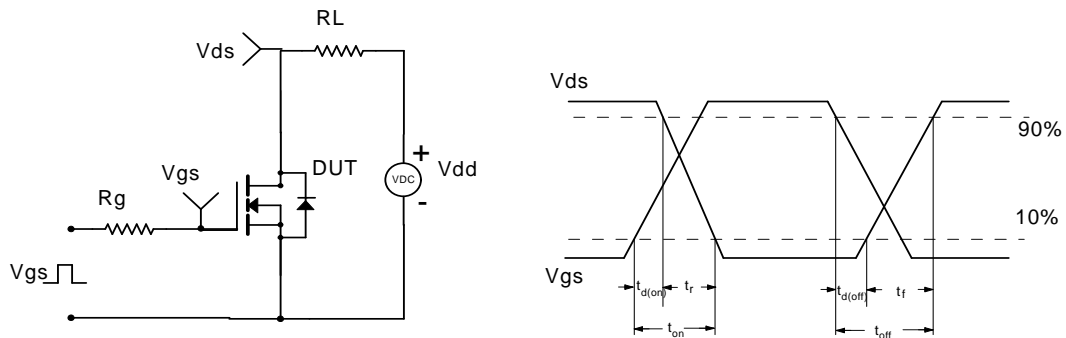 RL
Vds
Vgs
DUT
VDC
+
-
Vdd
Rg
Vgs
Vds
90%
10%
Vgs
td(on)
tr
td(off)
tf
ton
toff